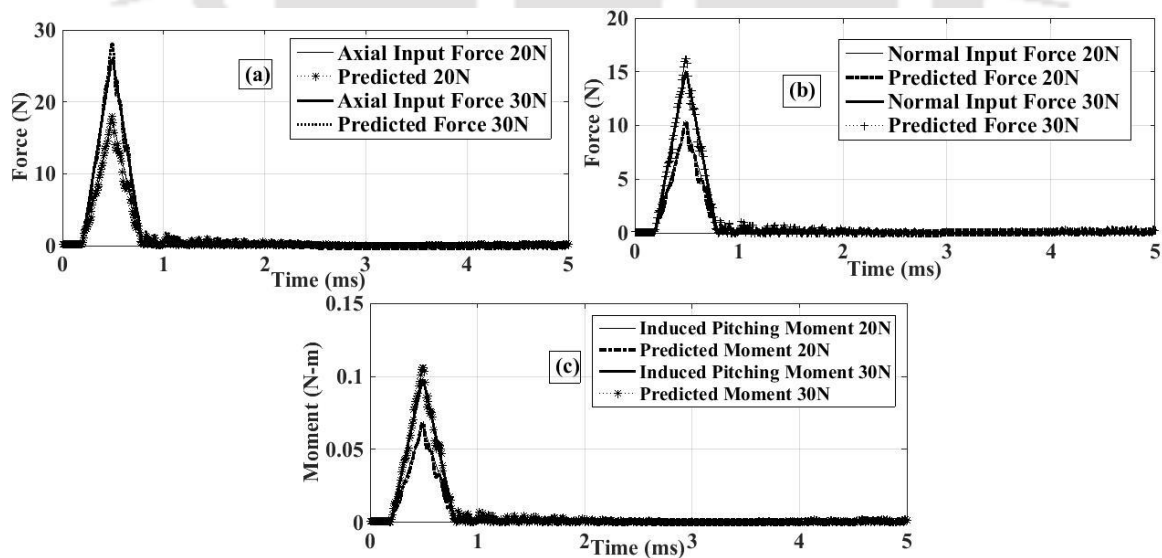 30
20
10
0
Force (N)
(a)
Axial Input Force 20N
Predicted 20N
Axial Input Force 30N
Predicted Force 30N
0 1 2 3 4 5
Time (ms)
20
15
10
5
0
Force (N)
(b)
Normal Input Force 20N
Predicted Force 20N
Normal Input Force 30N
Predicted Force 30N
0 1 2 3 4 5
Time (ms)
0.15
0.1
0.05
0
Moment (N-m)
(c)
Induced Pitching Moment 20N
Predicted Moment 20N
Induced Pitching Moment 30N
Predicted Moment 30N
0 1 2 3 4 5
Time (ms)